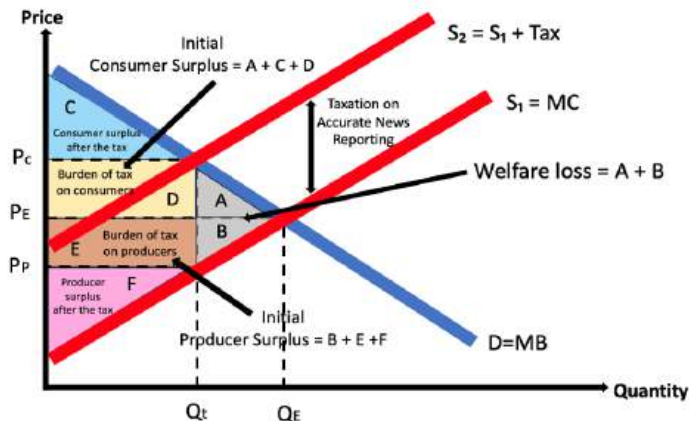 Price
S₂ = S₁ + Tax
Initial
Consumer Surplus = A + C + D
S₁ = MC
C
Taxation on
Accurate News
Reporting
Consumer surplus
after the tax
Pc
Burden of tax
on consumers
D
A
Welfare loss = A + B
PE
B
E
Burden of tax
on producers
PP
Producer
surplus
after the tax
F
Initial
Producer Surplus = B + E +F
D=MB
Quantity
Qt
QE